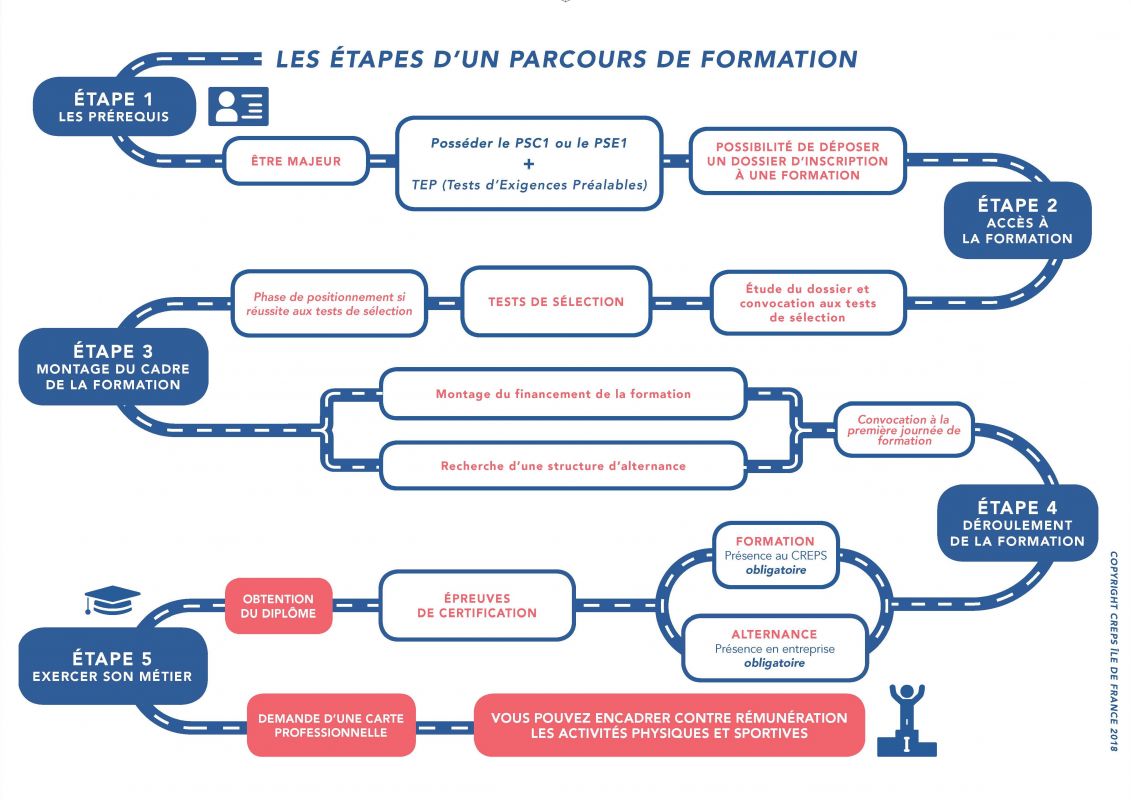 LES ÉTAPES D'UN PARCOURS DE FORMATION
ÉTAPE 1
LES PRÉREQUIS
ÊTRE MAJEUR
Posséder le PSC1 ou le PSE1
+
TEP (Tests d'Exigences Préalables)
POSSIBILITÉ DE DÉPOSER
UN DOSSIER D'INSCRIPTION
À UNE FORMATION
ÉTAPE 2
ACCÈS À
LA FORMATION
Étude du dossier et
convocation aux tests
de sélection
TESTS DE SÉLECTION
Phase de positionnement si
réussite aux tests de sélection
ÉTAPE 3
MONTAGE DU CADRE
DE LA FORMATION
Montage du financement de la formation
Recherche d'une structure d'alternance
Convocation à la
première journée de
formation
ÉTAPE 4
DÉROULEMENT
DE LA FORMATION
FORMATION
Présence au CREPS
obligatoire
ALTERNANCE
Présence en entreprise
obligatoire
ÉPREUVES
DE CERTIFICATION
OBTENTION
DU DIPLÔME
ÉTAPE 5
EXERCER SON MÉTIER
DEMANDE D'UNE CARTE
PROFESSIONNELLE
VOUS POUVEZ ENCADRER CONTRE RÉMUNÉRATION
LES ACTIVITÉS PHYSIQUES ET SPORTIVES
I
COPYRIGHT CREPS ÎLE DE FRANCE 2018